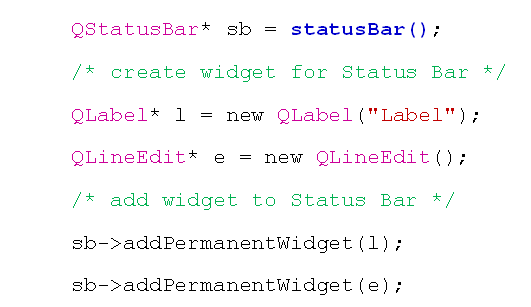 QStatusBar* sb = statusBar();
/* create widget for Status Bar */
QLabel* l = new QLabel("Label");
QLineEdit* e = new QLineEdit();
/* add widget to Status Bar */
sb->addPermanentWidget(l);
sb->addPermanentWidget(e);